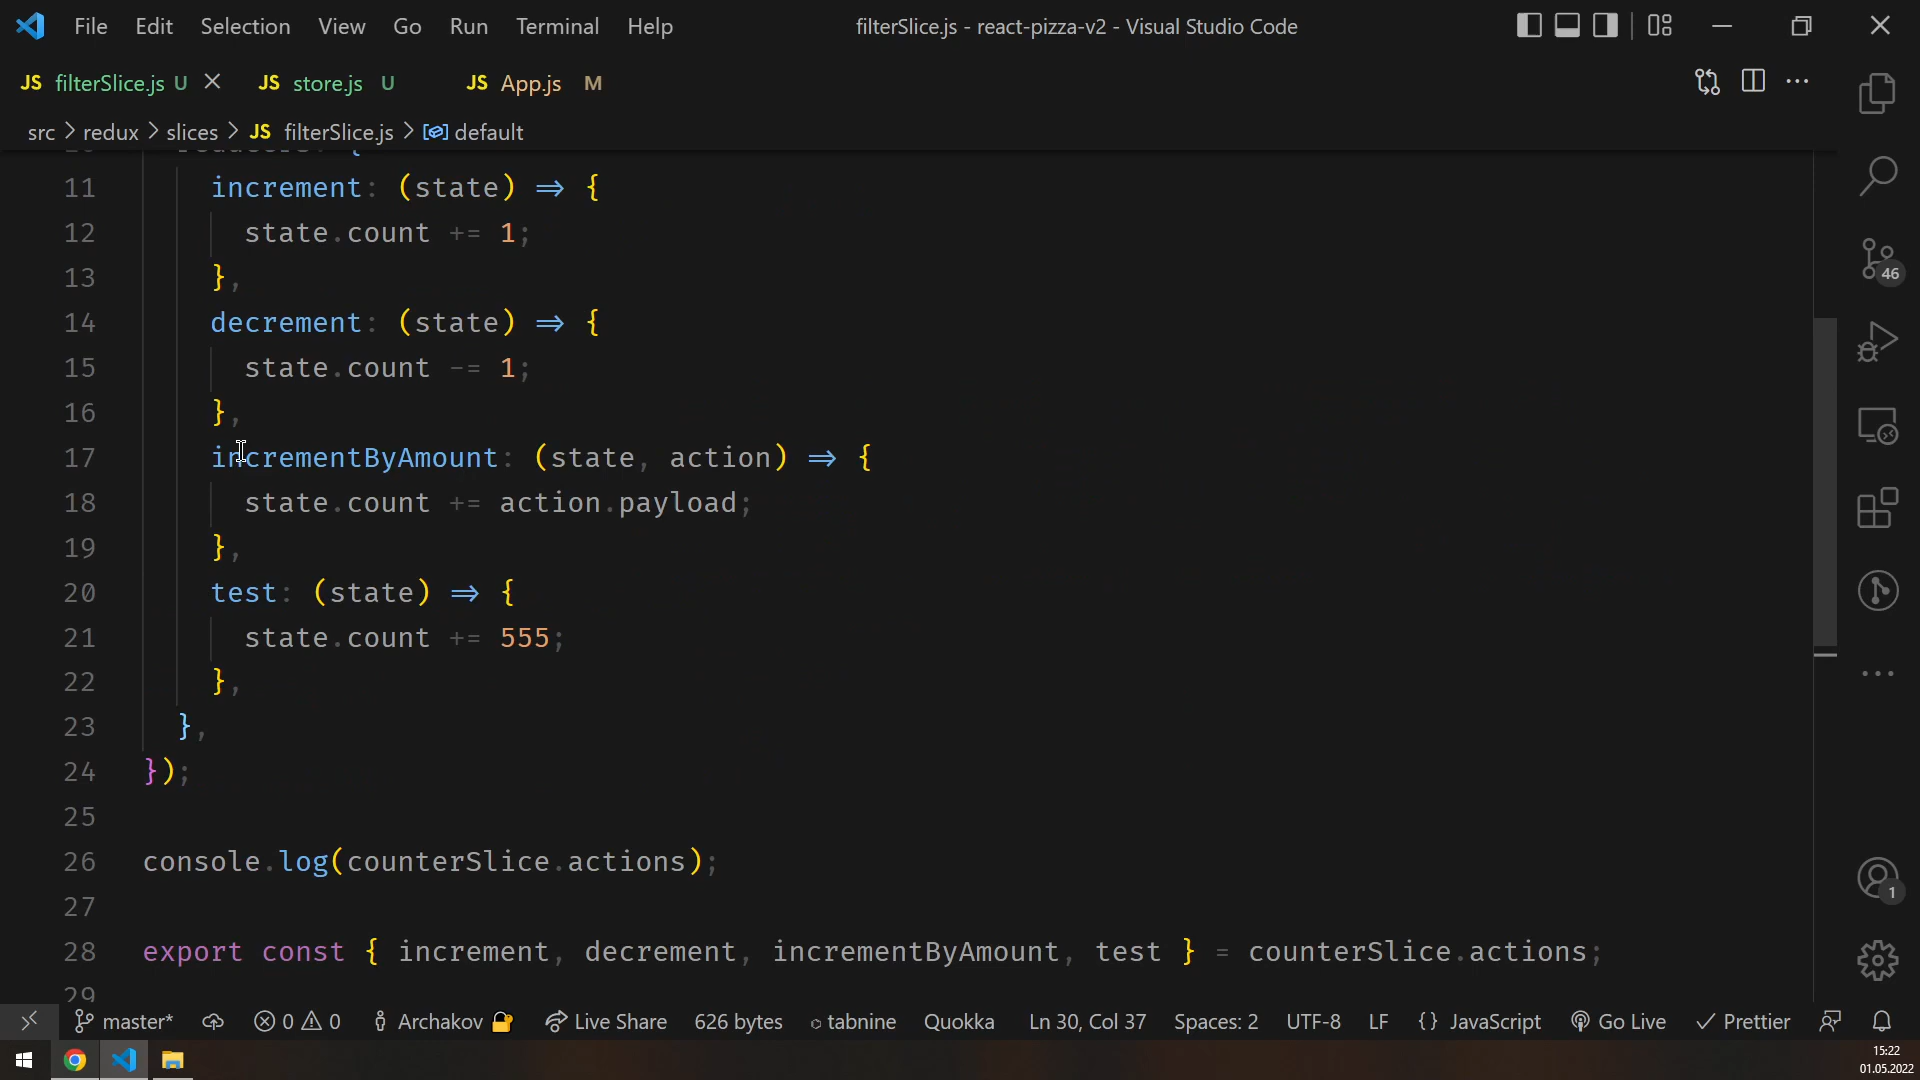 File Edit Selection View Go Run Terminal Help filterSlice.js - react-pizza-v2 - Visual Studio Code
JS filterSlice.js U JS store.js U JS App.js M
src > redux > slices > JS filterSlice.js > default
11 increment: (state) => {
12 state.count += 1;
13 },
14 decrement: (state) => {
15 state.count -= 1;
16 },
17 incrementByAmount: (state, action) => {
18 state.count += action.payload;
19 },
20 test: (state) => {
21 state.count += 555;
22 },
23 },
24 });
25
26 console.log(counterSlice.actions);
27
28 export const { increment, decrement, incrementByAmount, test } = counterSlice.actions;
29
46
1
master* 0 0 Archakov Live Share 626 bytes tabnine Quokka Ln 30, Col 37 Spaces: 2 UTF-8 LF {} JavaScript Go Live Prettier
15:22
01.05.2022